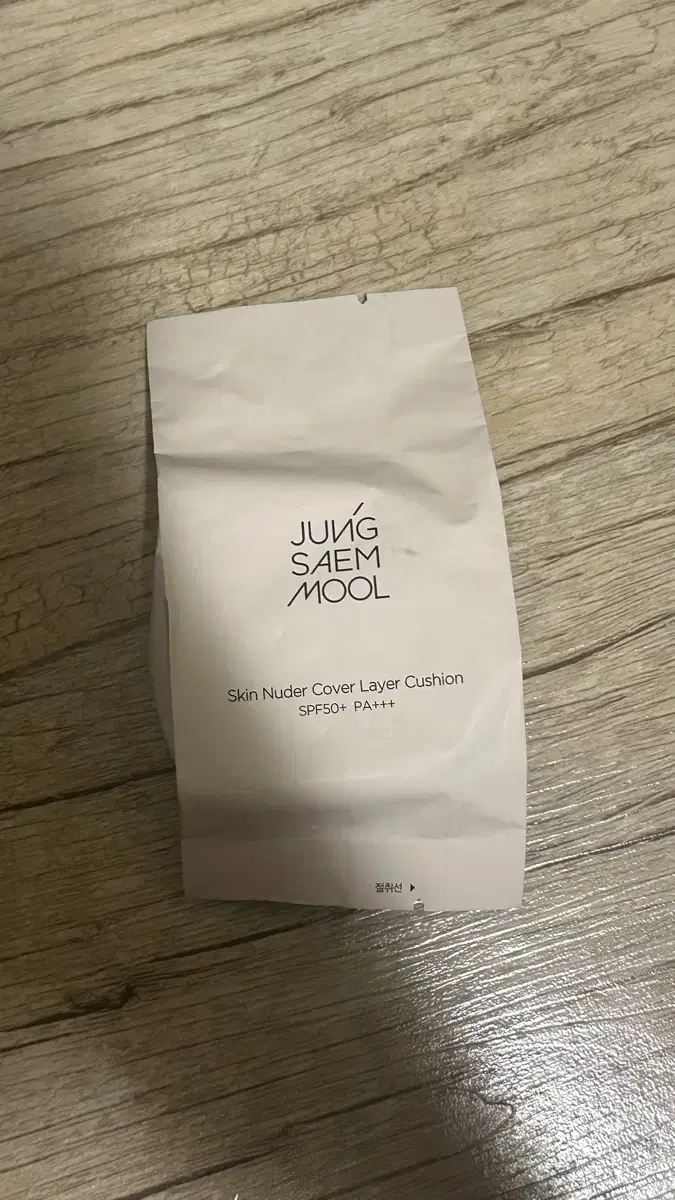 JUNG
SAEM
MOOL
Skin Nuder Cover Layer Cushion
SPF50+ PA+++
절취선